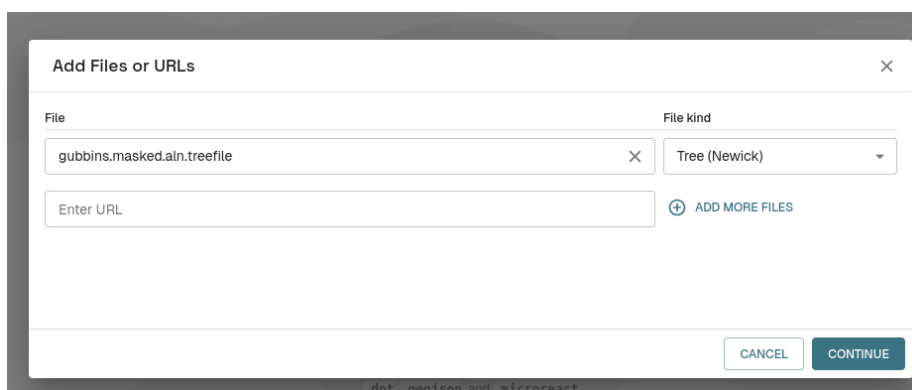 Add Files or URLs
File File kind
gubbins.masked.aln.treefile Tree (Newick)
Enter URL ADD MORE FILES
CANCEL CONTINUE
dot, geojson and microreact